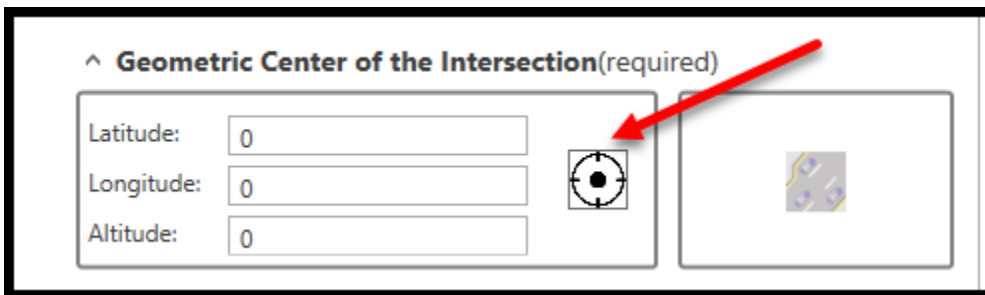 ^ Geometric Center of the Intersection(required)
Latitude: 0
Longitude: 0
Altitude: 0